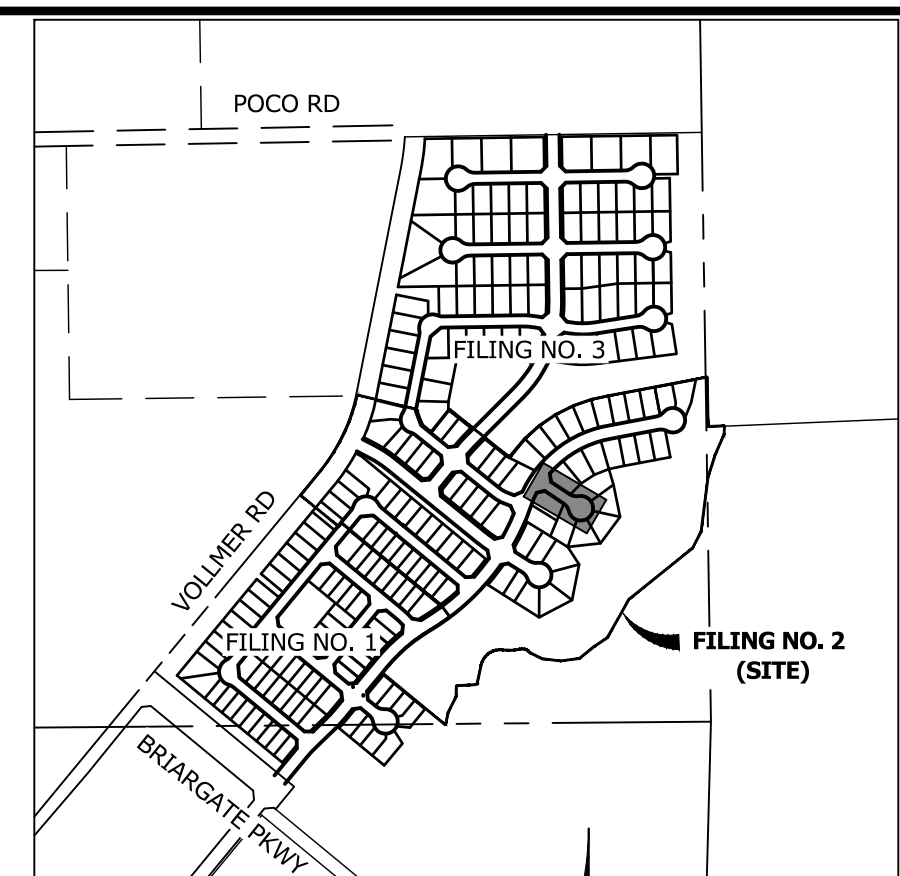 POCO RD
FILING NO. 3
VOLLMER RD
FILING NO. 1
FILING NO. 2
(SITE)
BRIARGATE PKWY